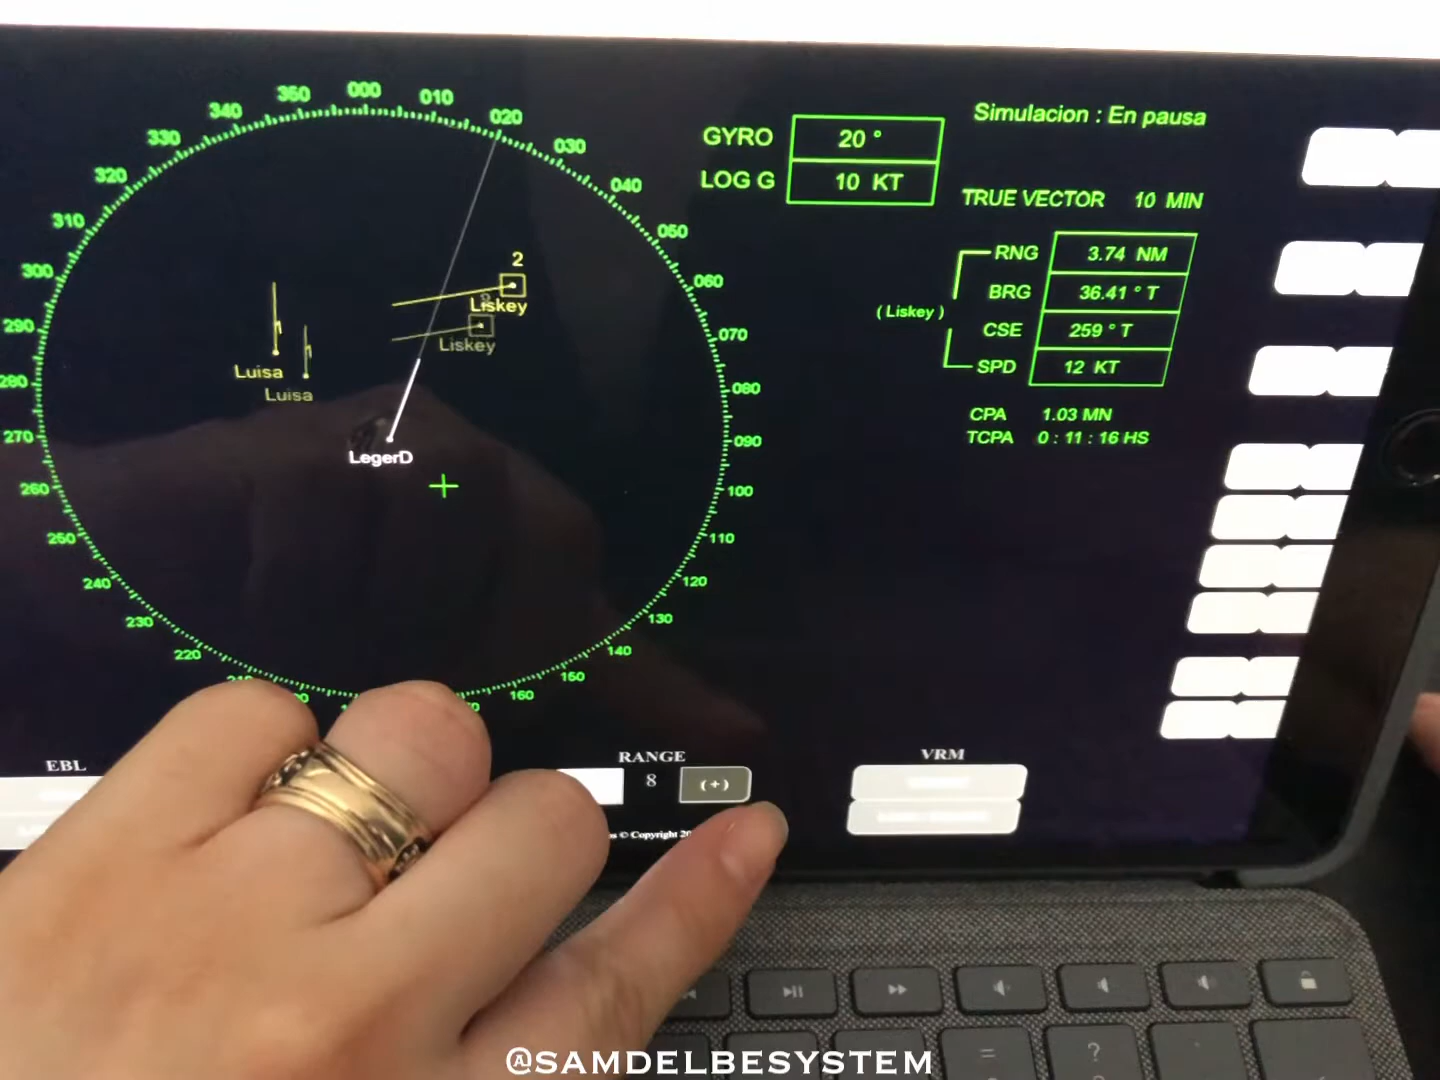 000
350
010
340
020
330
030
320
040
310
050
300
060
290
070
280
080
270
090
260
100
250
110
240
120
230
130
220
140
150
160
2
Liskey
Liskey
Luisa
Luisa
LegerD
GYRO 20 °
LOG G 10 KT
Simulacion : En pausa
TRUE VECTOR 10 MIN
RNG 3.74 NM
BRG 36.41 ° T
( Liskey )
CSE 259 ° T
SPD 12 KT
CPA 1.03 MN
TCPA 0 : 11 : 16 HS
EBL
RANGE
8 (+)
VRM
© Copyright
=
?
@SAMDELBESYSTEM